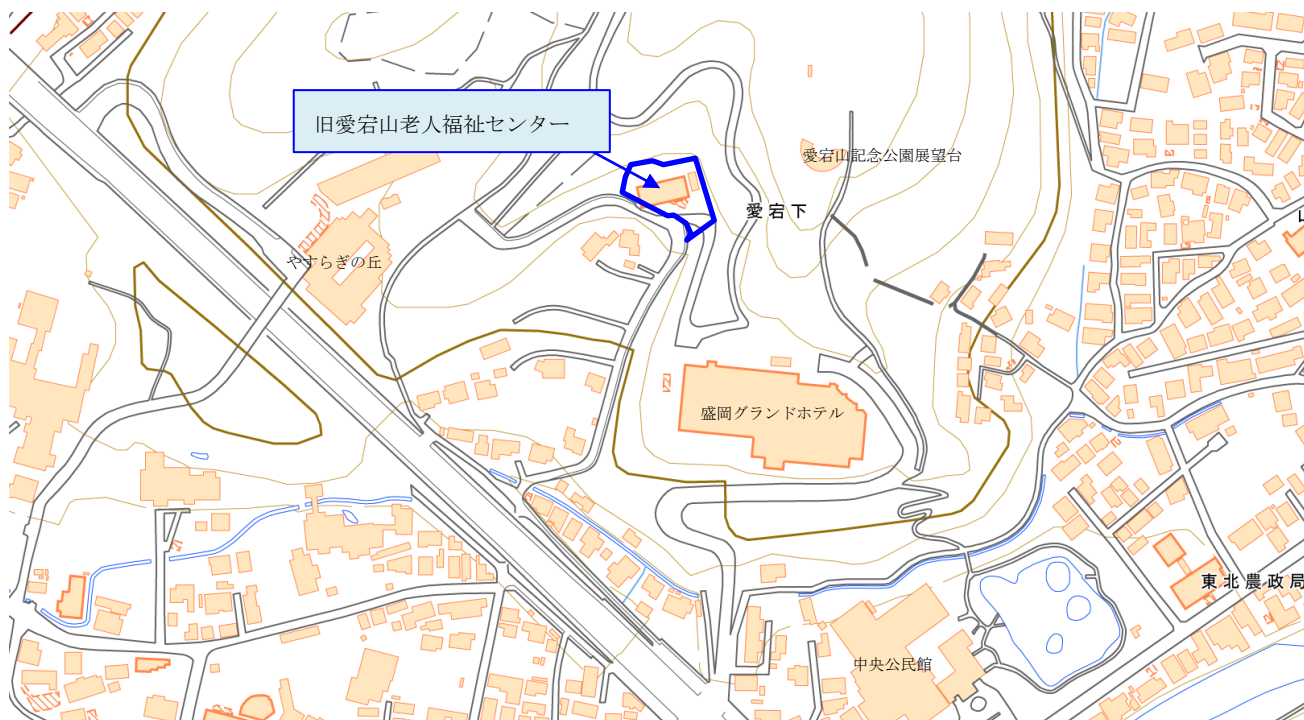 旧愛宕山老人福祉センター
愛宕山記念公園展望台
愛宕下
やすらぎの丘
盛岡グランドホテル
東北農政局
中央公民館